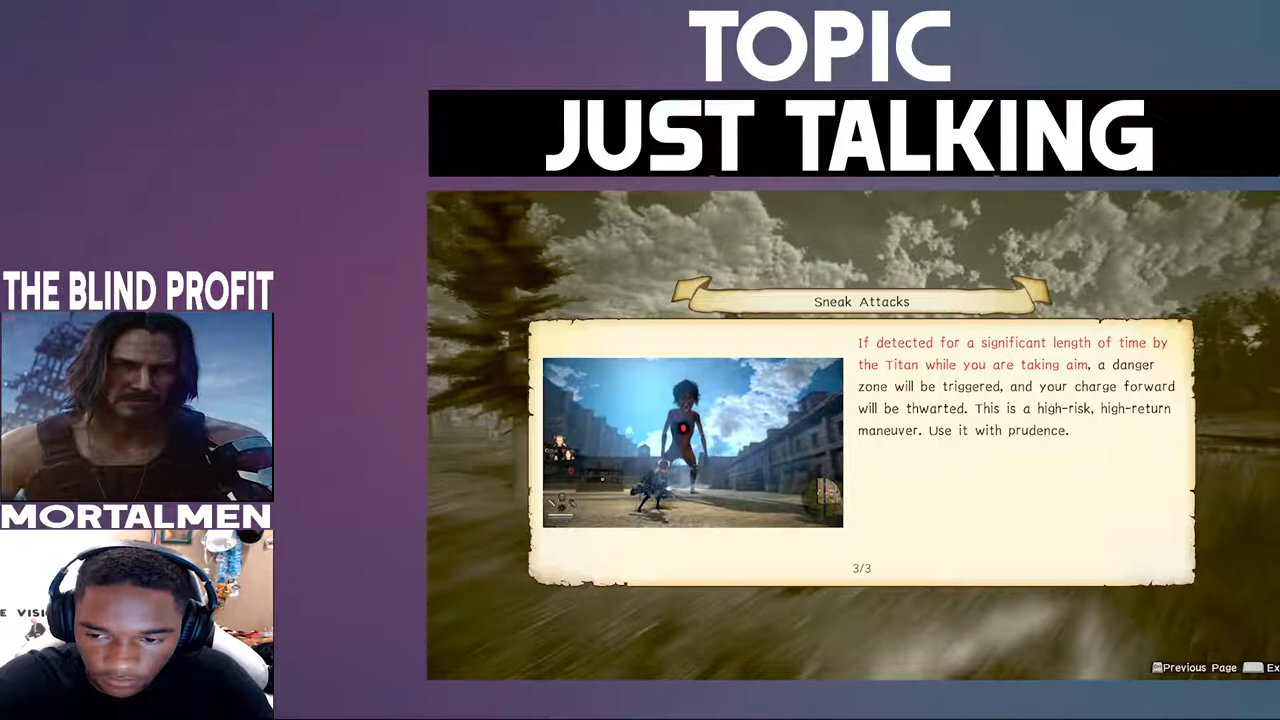 TOPIC
JUST TALKING
THE BLIND PROFIT
MORTALMEN
E VISI
Sneak Attacks
If detected for a significant length of time by
the Titan while you are taking aim, a danger
zone will be triggered, and your charge forward
will be thwarted. This is a high-risk, high-return
maneuver. Use it with prudence.
3/3
Previous Page
Ex